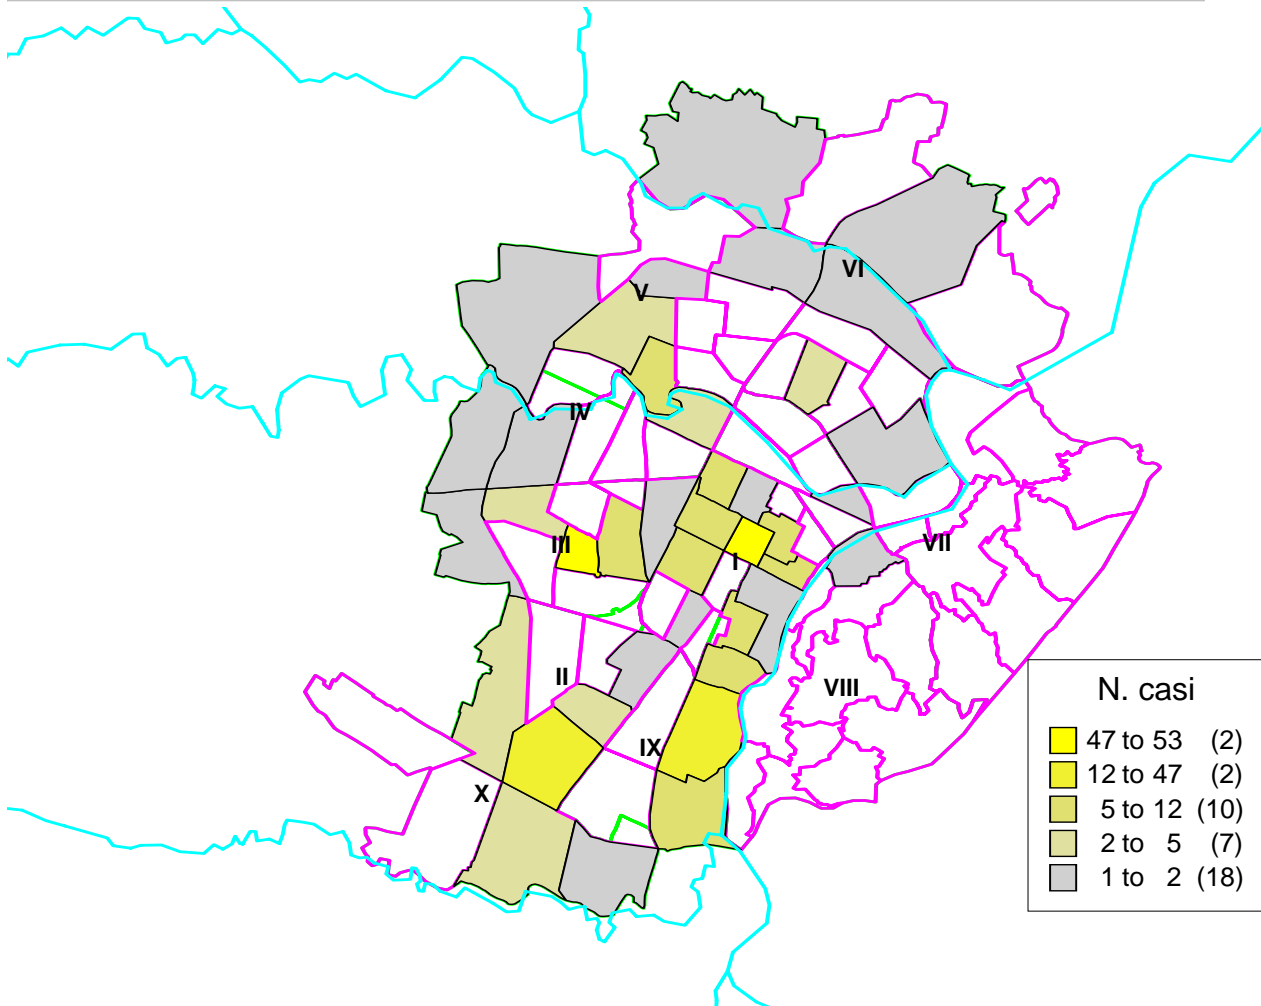 VI
V
IV
III
I
VII
II
VIII
IX
X
N. casi
47 to 53 (2)
12 to 47 (2)
5 to 12 (10)
2 to 5 (7)
1 to 2 (18)